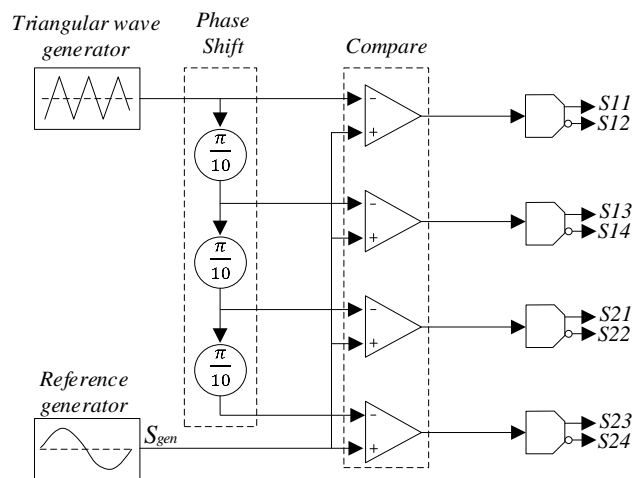 Triangular wave
generator
Phase
Shift
Compare
-
+
S11
S12
π
10
-
+
S13
S14
π
10
-
+
S21
S22
π
10
Reference
generator
Sgen
-
+
S23
S24